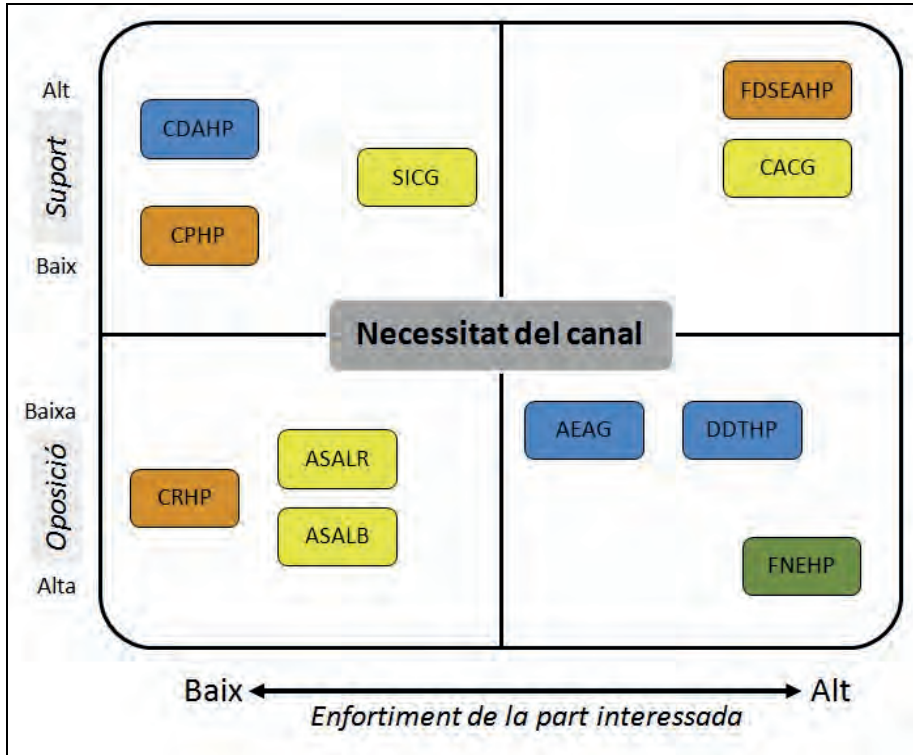 Alt
Suport
Baix
CDAHP
SICG
CPHP
FDSEAHP
CACG
Necessitat del canal
Baixa
Oposició
Alta
ASALR
CRHP
ASALB
AEAG
DDTHP
FNEHP
Baix
Alt
Enfortiment de la part interessada